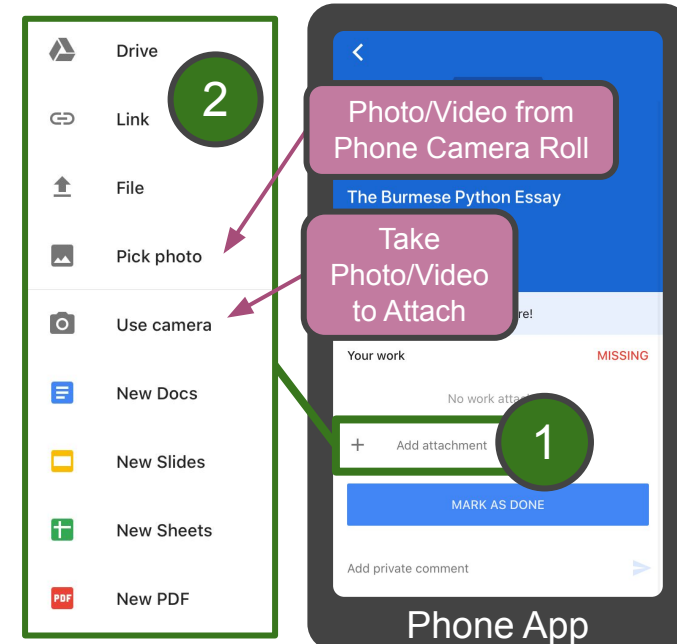 Drive
Link
2
File
Pick photo
Use camera
New Docs
New Slides
New Sheets
PDF New PDF
Photo/Video from
Phone Camera Roll
The Burmese Python Essay
Take
Photo/Video
to Attach
Your work MISSING
No work
+ Add attachment
1
MARK AS DONE
Add private comment
Phone App